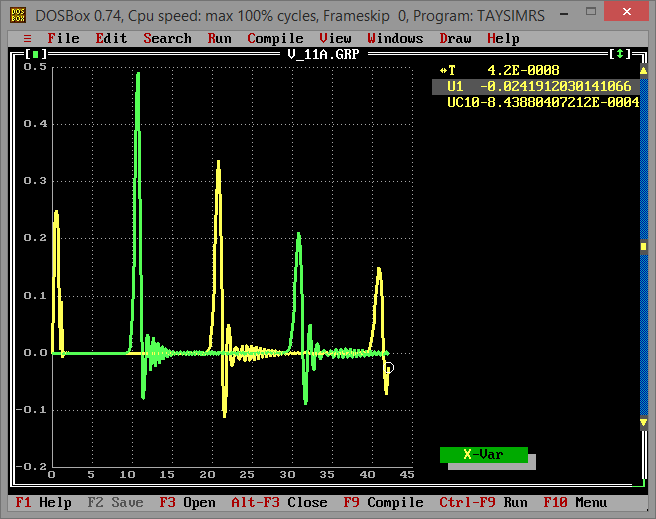 DOS BOX DOSBox 0.74, Cpu speed: max 100% cycles, Frameskip 0, Program: TAYSIMRS
≡ File Edit Search Run Compile View Windows Draw Help
[■] V_11A.GRP [↕]
0.5
0.4
0.3
0.2
0.1
0.0
-0.1
-0.2
0 5 10 15 20 25 30 35 40 45
↔T 4.2E-0008
U1 -0.0241912030141066
UC10-8.43880407212E-0004
X-Var
F1 Help F2 Save F3 Open Alt-F3 Close F9 Compile Ctrl-F9 Run F10 Menu